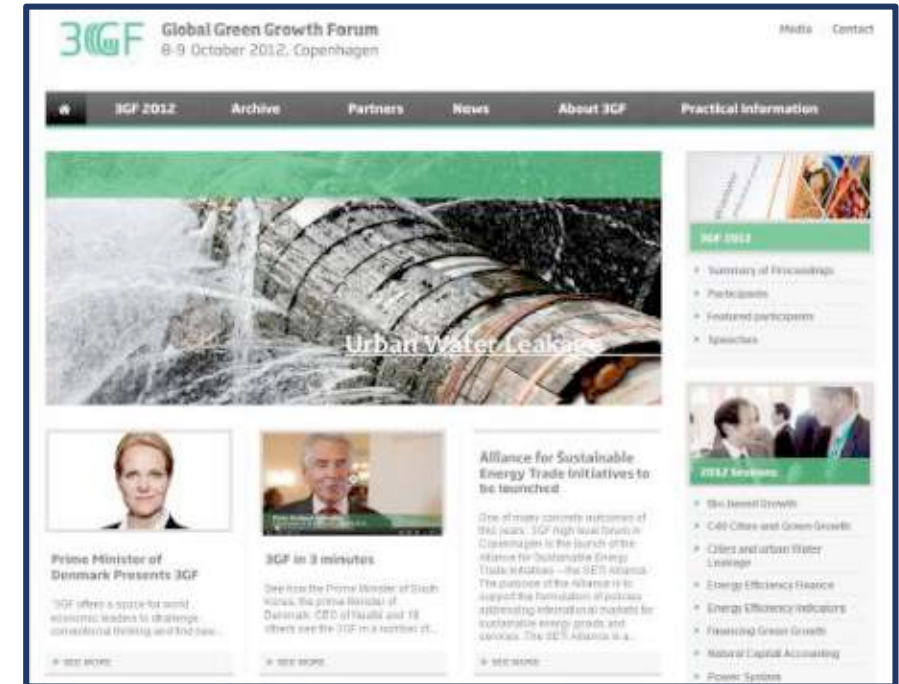 3GF
Global Green Growth Forum
8-9 October 2012, Copenhagen
Media Contact
3GF 2012 Archive Partners News About 3GF Practical Information
Urban Water Leakage
3GF 2012
Summary of Proceedings
Participants
Featured participants
Speeches
2012 Sessions
Bio-based Growth
C40 Cities and Green Growth
Cities and urban Water
Leakage
Energy Efficiency Finance
Energy Efficiency Indicators
Financing Green Growth
Natural Capital Accounting
Power System
Prime Minister of
Denmark Presents 3GF
"3GF offers a space for world
economic leaders to challenge
conventional thinking and find new...
SEE MORE
3GF in 3 minutes
See how the Prime Minister of South
Korea, the prime Minister of
Denmark, CEO of Nestlé and 18
others see the 3GF in a number of...
SEE MORE
Alliance for Sustainable
Energy Trade Initiatives to
be launched
One of many concrete outcomes of
this years 3GF high level forum in
Copenhagen is the launch of the
Alliance for Sustainable Energy
Trade Initiatives – the SETI Alliance.
The purpose of the Alliance is to
support the formulation of policies
addressing international markets for
sustainable energy goods and
services. The SETI Alliance is a...
SEE MORE